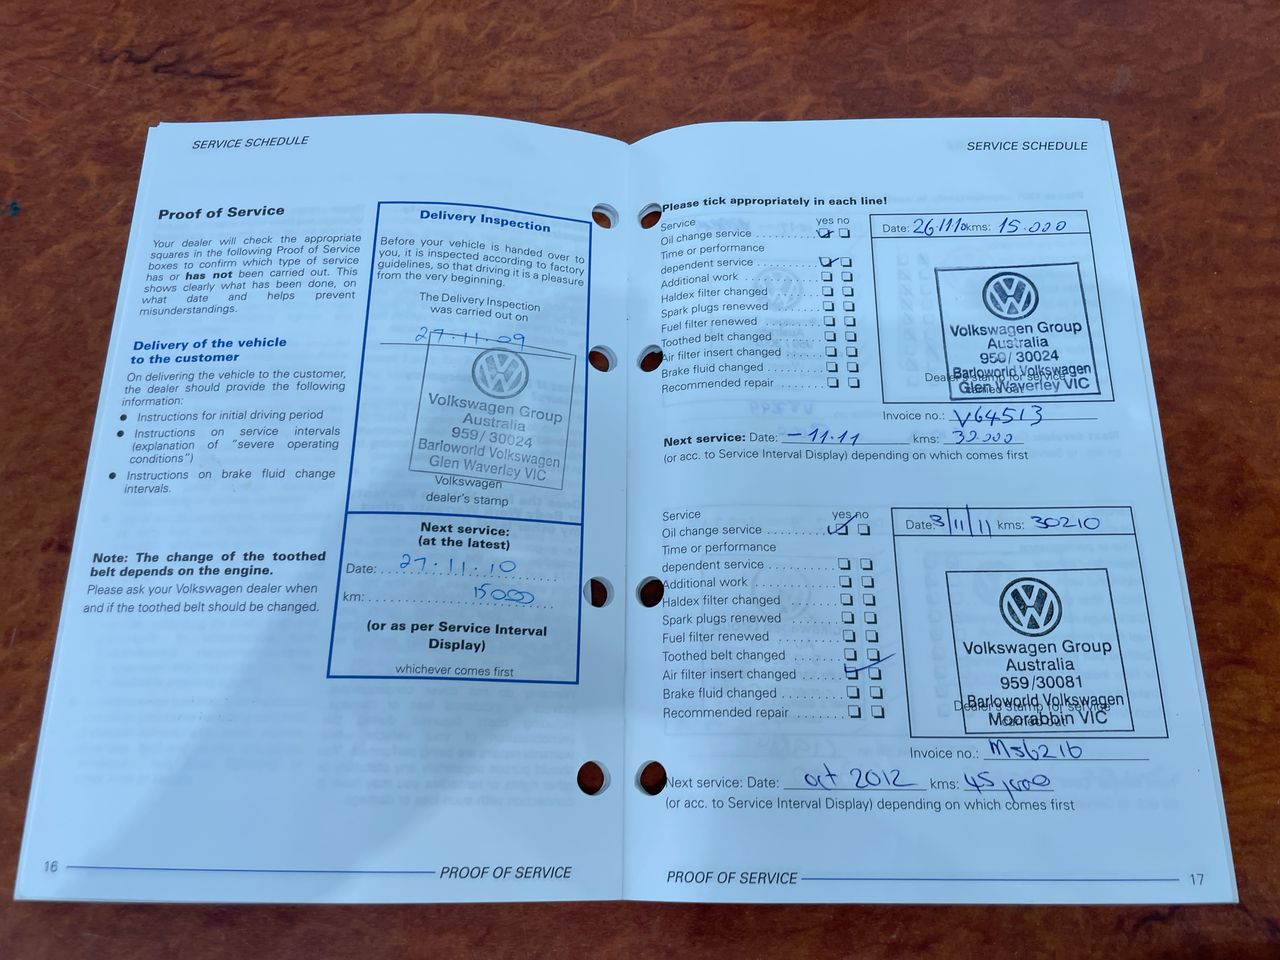 SERVICE SCHEDULE
Proof of Service
Your dealer will check the appropriate
squares in the following Proof of Service
boxes to confirm which type of service
has or has not been carried out. This
shows clearly what has been done, on
what date and helps prevent
misunderstandings.
Delivery of the vehicle
to the customer
On delivering the vehicle to the customer,
the dealer should provide the following
information:
● Instructions for initial driving period
● Instructions on service intervals
(explanation of "severe operating
conditions")
● Instructions on brake fluid change
intervals.
Note: The change of the toothed
belt depends on the engine.
Please ask your Volkswagen dealer when
and if the toothed belt should be changed.
Delivery Inspection
Before your vehicle is handed over to
you, it is inspected according to factory
guidelines, so that driving it is a pleasure
from the very beginning.
The Delivery Inspection
was carried out on
27.11.09
Volkswagen Group
Australia
959/30024
Barloworld Volkswagen
Glen Waverley VIC
Volkswagen
dealer's stamp
Next service:
(at the latest)
Date: 27.11.10
km: 15000
(or as per Service Interval
Display)
whichever comes first
16 PROOF OF SERVICE
SERVICE SCHEDULE
Please tick appropriately in each line!
Service yes no
Oil change service
Time or performance
dependent service
Additional work
Haldex filter changed
Spark plugs renewed
Fuel filter renewed
Toothed belt changed
Air filter insert changed
Brake fluid changed
Recommended repair
Date: 26/11/10 kms: 15.000
Volkswagen Group
Australia
959/30024
Barloworld Volkswagen
Glen Waverley VIC
Dealer's stamp for service
carried out
Invoice no.: V64513
Next service: Date: -11.11 kms: 30.000
(or acc. to Service Interval Display) depending on which comes first
Service yes no
Oil change service
Time or performance
dependent service
Additional work
Haldex filter changed
Spark plugs renewed
Fuel filter renewed
Toothed belt changed
Air filter insert changed
Brake fluid changed
Recommended repair
Date: 3/11/11 kms: 30210
Volkswagen Group
Australia
959/30081
Barloworld Volkswagen
Moorabbin VIC
Dealer's stamp for service
carried out
Invoice no.: M56216
Next service: Date: oct 2012 kms: 45,000
(or acc. to Service Interval Display) depending on which comes first
PROOF OF SERVICE 17